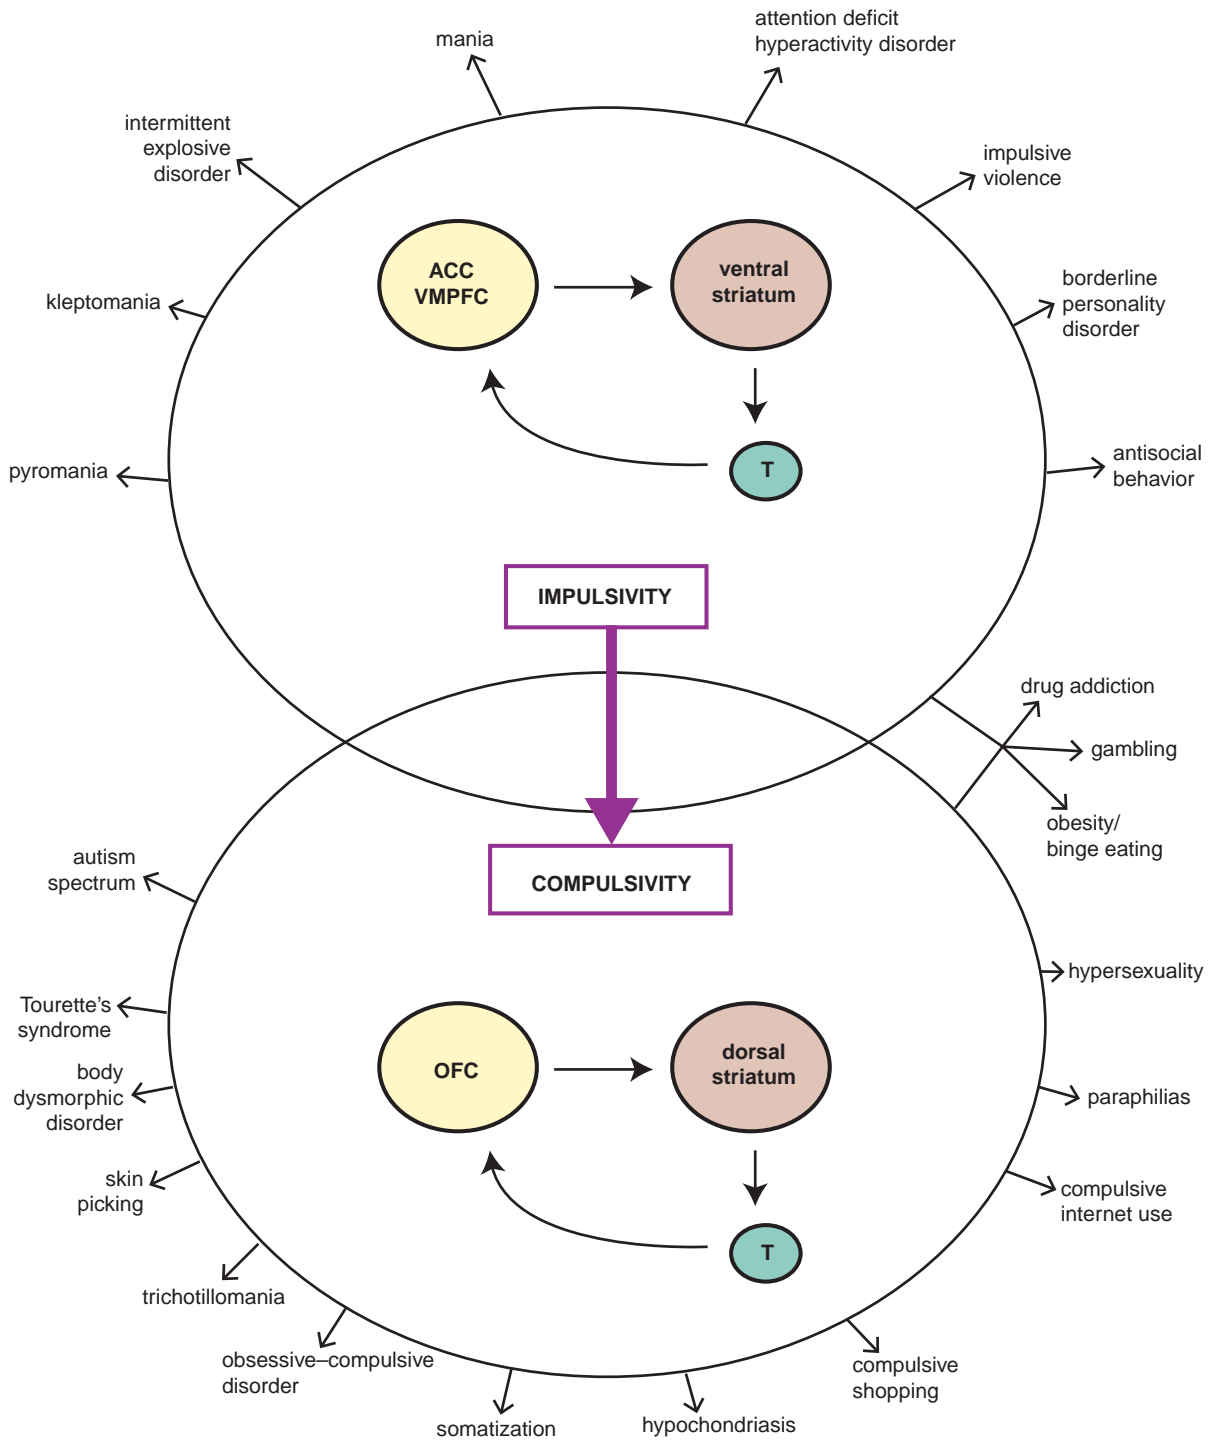 attention deficit
hyperactivity disorder
mania
intermittent
explosive
disorder
impulsive
violence
ACC
VMPFC
ventral
striatum
borderline
personality
disorder
kleptomania
T
antisocial
behavior
pyromania
IMPULSIVITY
drug addiction
gambling
obesity/
binge eating
autism
spectrum
COMPULSIVITY
hypersexuality
Tourette’s
syndrome
OFC
dorsal
striatum
body
dysmorphic
disorder
paraphilias
skin
picking
compulsive
internet use
T
trichotillomania
obsessive–compulsive
disorder
compulsive
shopping
somatization
hypochondriasis